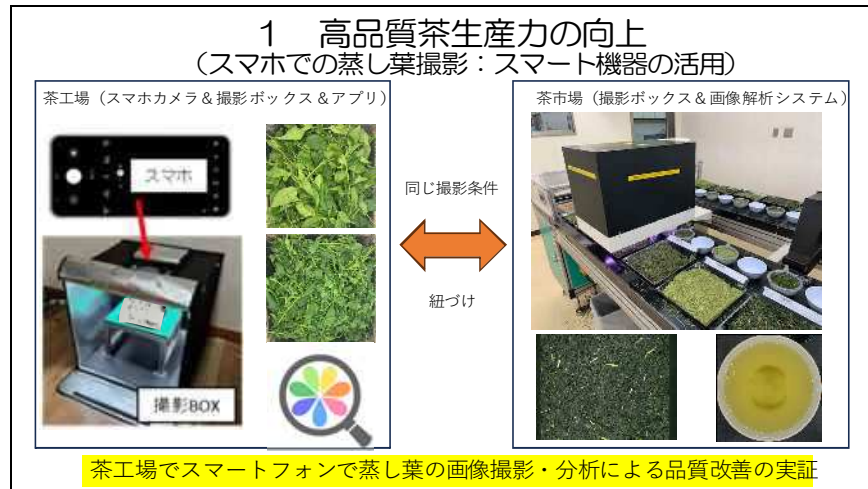 1 高品質茶生産力の向上
(スマホでの蒸し葉撮影:スマート機器の活用)
茶工場(スマホカメラ&撮影ボックス&アプリ)
スマホ
撮影BOX
同じ撮影条件
紐づけ
茶市場(撮影ボックス&画像解析システム)
茶工場でスマートフォンで蒸し葉の画像撮影・分析による品質改善の実証